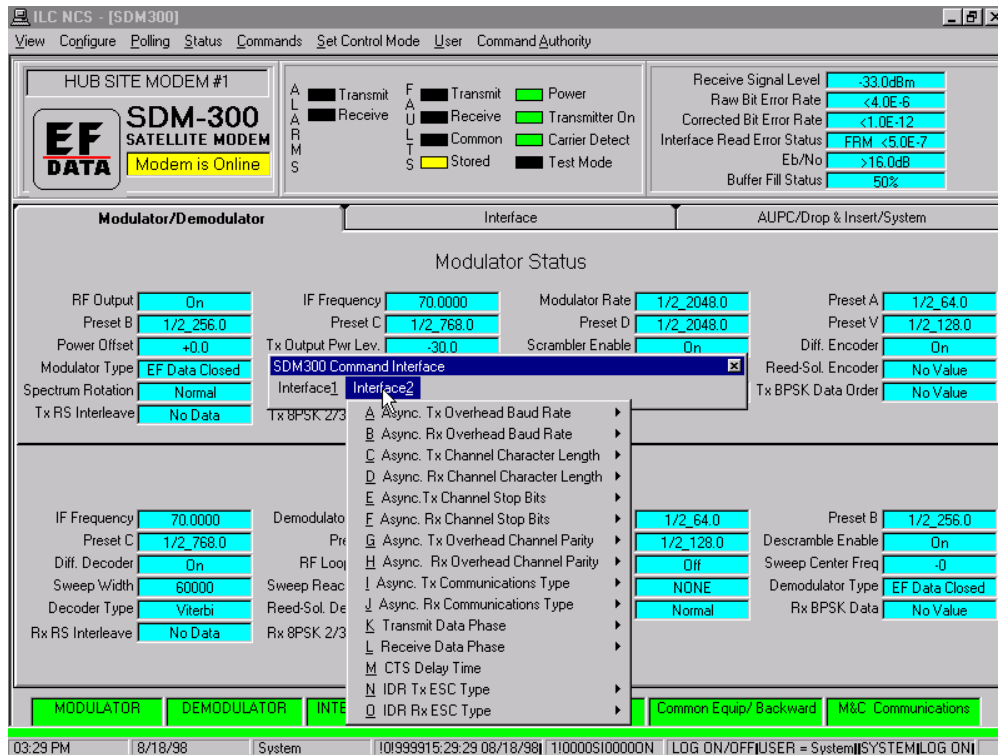 ILC NCS - [SDM300]
View Configure Polling Status Commands Set Control Mode User Command Authority
HUB SITE MODEM #1
EF DATA
SDM-300
SATELLITE MODEM
Modem is Online
ALARMS
Transmit
Receive
FAULTS
Transmit
Receive
Common
Stored
Power
Transmitter On
Carrier Detect
Test Mode
Receive Signal Level -33.0dBm
Raw Bit Error Rate <4.0E-6
Corrected Bit Error Rate <1.0E-12
Interface Read Error Status FRM <5.0E-7
Eb/No >16.0dB
Buffer Fill Status 50%
Modulator/Demodulator Interface AUPC/Drop & Insert/System
Modulator Status
RF Output On IF Frequency 70.0000 Modulator Rate 1/2_2048.0 Preset A 1/2_64.0
Preset B 1/2_256.0 Preset C 1/2_768.0 Preset D 1/2_2048.0 Preset V 1/2_128.0
Power Offset +0.0 Tx Output Pwr Lev. -30.0 Scrambler Enable On Diff. Encoder On
Modulator Type EF Data Closed Reed-Sol. Encoder No Value
Spectrum Rotation Normal Tx BPSK Data Order No Value
Tx RS Interleave No Data Tx 8PSK 2/3
SDM300 Command Interface
Interface1 Interface2
A Async. Tx Overhead Baud Rate
B Async. Rx Overhead Baud Rate
C Async. Tx Channel Character Length
D Async. Rx Channel Character Length
E Async.Tx Channel Stop Bits
F Async. Rx Channel Stop Bits
G Async. Tx Overhead Channel Parity
H Async. Rx Overhead Channel Parity
I Async. Tx Communications Type
J Async. Rx Communications Type
K Transmit Data Phase
L Receive Data Phase
M CTS Delay Time
N IDR Tx ESC Type
O IDR Rx ESC Type
IF Frequency 70.0000 Demodulato 1/2_64.0 Preset B 1/2_256.0
Preset C 1/2_768.0 Pre 1/2_128.0 Descramble Enable On
Diff. Decoder On RF Loo Off Sweep Center Freq -0
Sweep Width 60000 Sweep Reac NONE Demodulator Type EF Data Closed
Decoder Type Viterbi Reed-Sol. De Normal Rx BPSK Data No Value
Rx RS Interleave No Data Rx 8PSK 2/3
MODULATOR DEMODULATOR INTE Common Equip/ Backward M&C Communications
03:29 PM 8/18/98 System !0!999915:29:29 08/18/98| 1!0000S!00000N LOG ON/OFF|USER = System||SYSTEM|LOG ON|